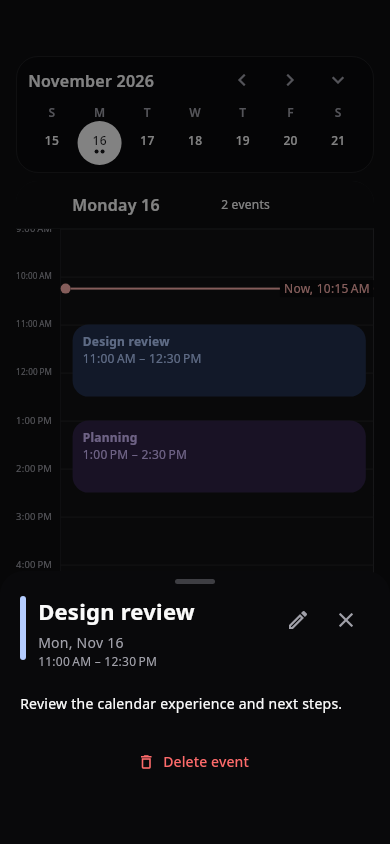 November 2026
S M T W T F S
15 16 17 18 19 20 21
Monday 16
2 events
9:00 AM
10:00 AM
Now, 10:15 AM
11:00 AM
Design review
11:00 AM – 12:30 PM
12:00 PM
1:00 PM
Planning
1:00 PM – 2:30 PM
2:00 PM
3:00 PM
4:00 PM
Design review
Mon, Nov 16
11:00 AM – 12:30 PM
Review the calendar experience and next steps.
Delete event